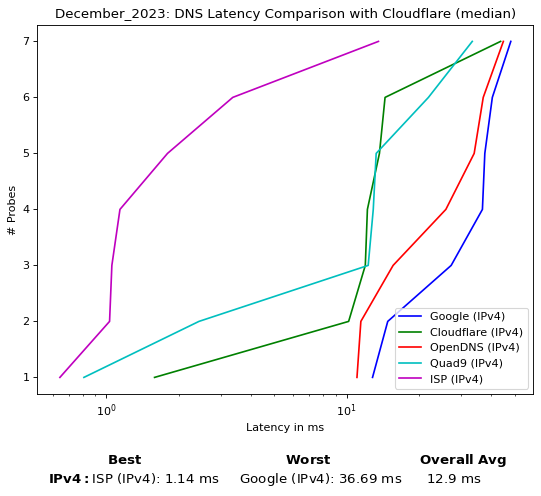 December_2023: DNS Latency Comparison with Cloudflare (median)
# Probes
7
6
5
4
3
2
1
Google (IPv4)
Cloudflare (IPv4)
OpenDNS (IPv4)
Quad9 (IPv4)
ISP (IPv4)
10⁰ 10¹
Latency in ms
Best Worst Overall Avg
IPv4: ISP (IPv4): 1.14 ms Google (IPv4): 36.69 ms 12.9 ms